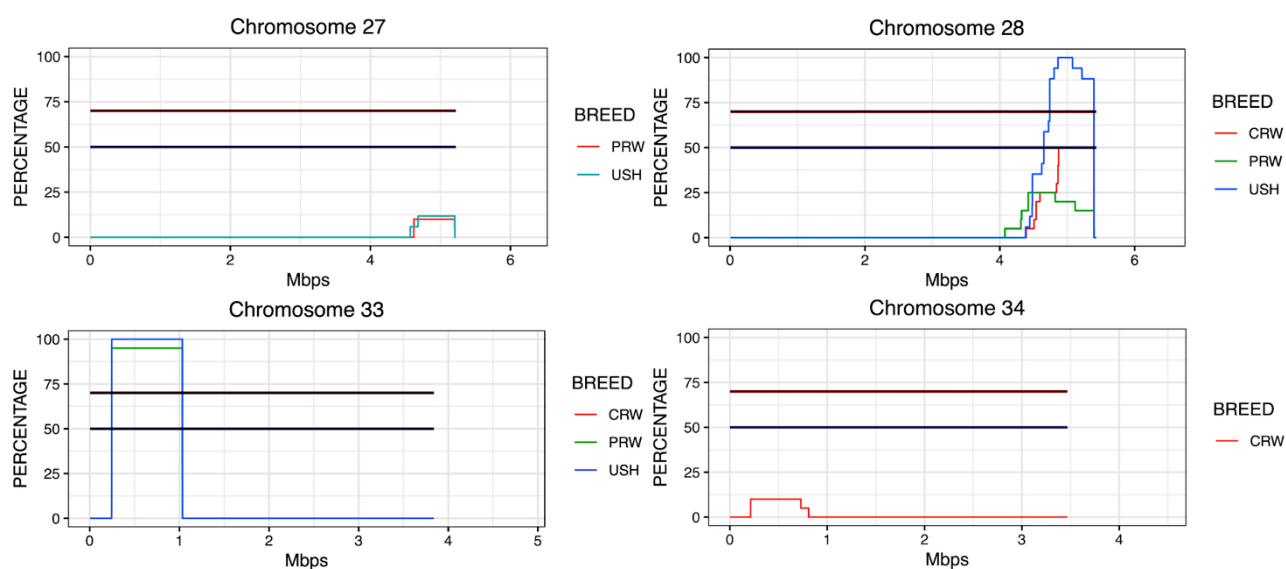 Chromosome 27
PERCENTAGE
100
75
50
25
0
0 2 4 6
Mbps
BREED
PRW
USH
Chromosome 28
PERCENTAGE
100
75
50
25
0
0 2 4 6
Mbps
BREED
CRW
PRW
USH
Chromosome 33
PERCENTAGE
100
75
50
25
0
0 1 2 3 4 5
Mbps
BREED
CRW
PRW
USH
Chromosome 34
PERCENTAGE
100
75
50
25
0
0 1 2 3 4
Mbps
BREED
CRW